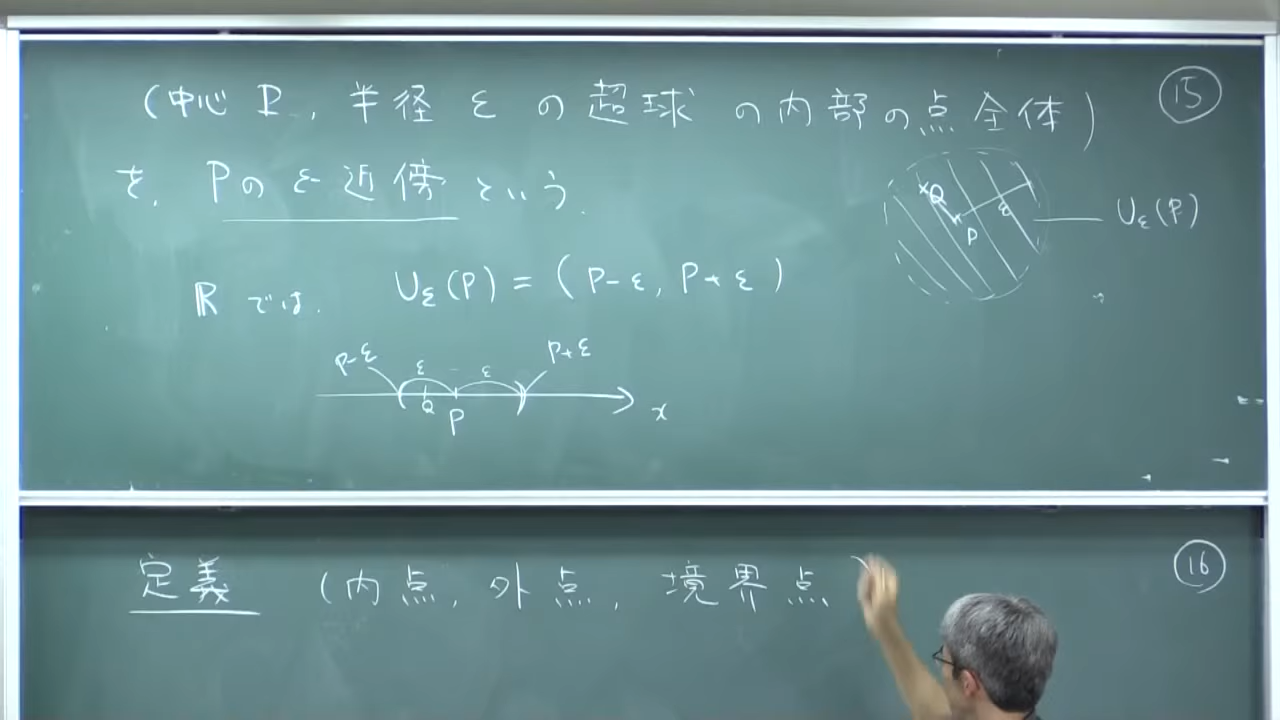 (中心 P, 半径 ε の超球 の内部の点全体)
⑮
を, Pの ε 近傍 という.
Q
ε
P
U_ε(P)
ℝ では, U_ε(P) = (P-ε, P+ε)
P-ε ε ε P+ε
Q P x
定義 (内点, 外点, 境界点)
⑯